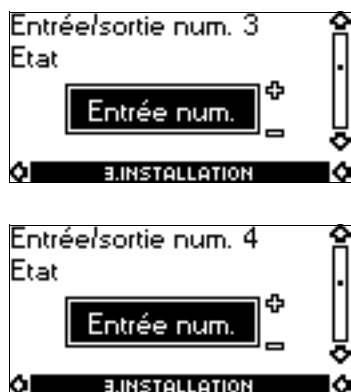 Entrée/sortie num. 3
Etat
Entrée num.
3.INSTALLATION
Entrée/sortie num. 4
Etat
Entrée num.
3.INSTALLATION